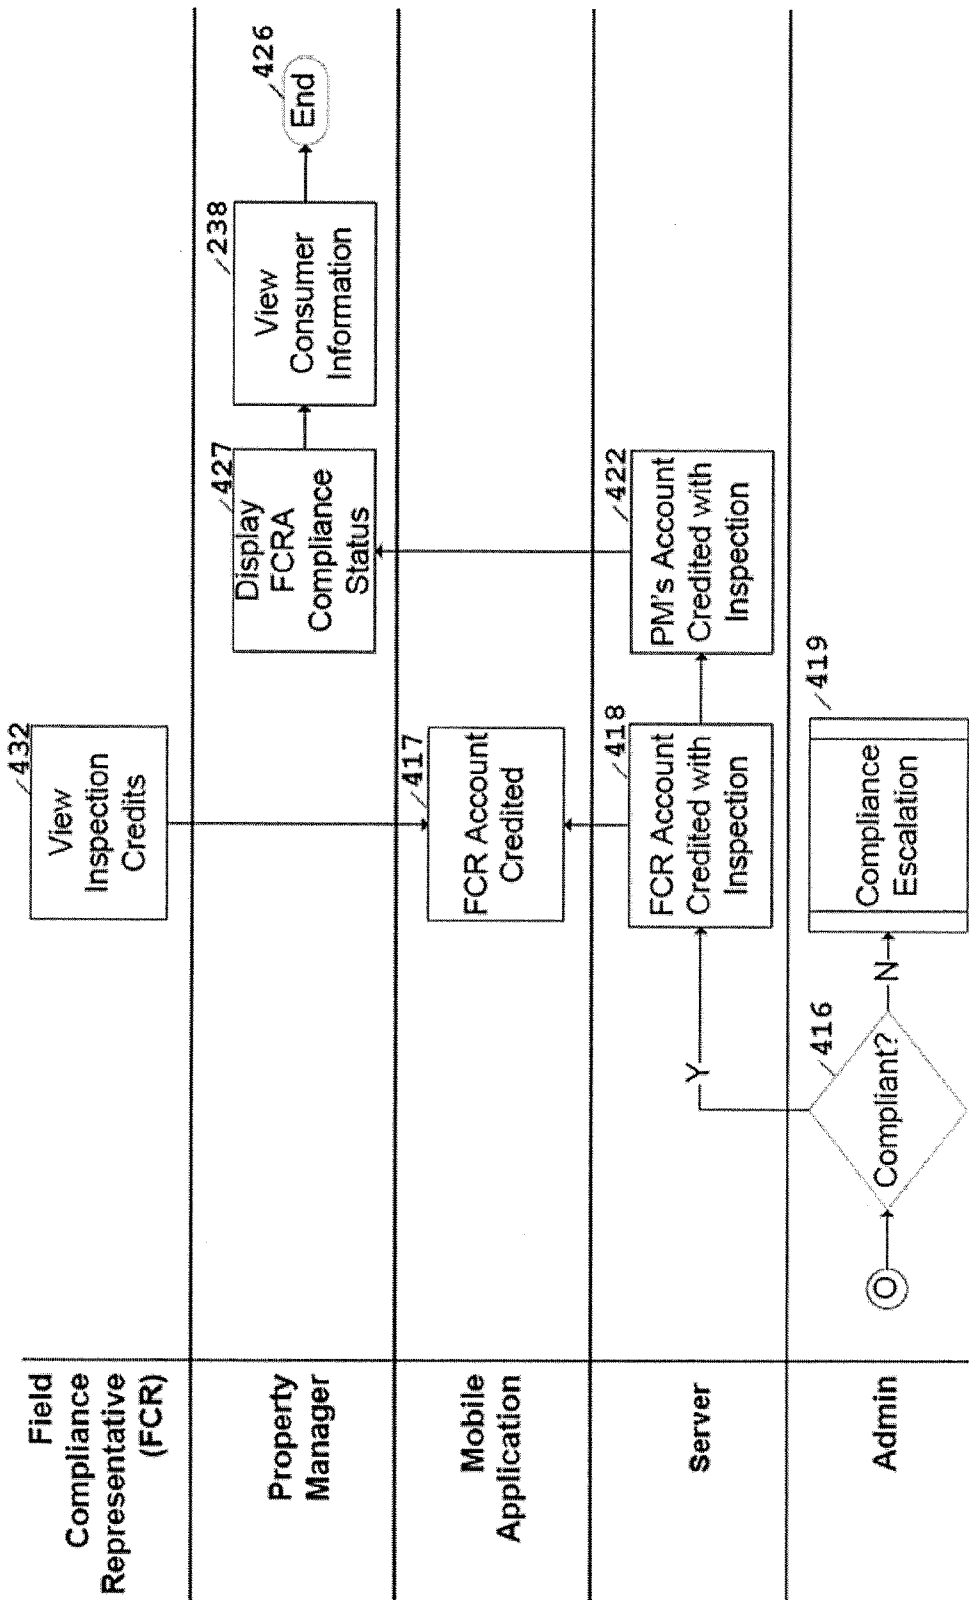 Field
Compliance
Representative
(FCR)
432
View
Inspection
Credits
Property
Manager
427
Display
FCRA
Compliance
Status
238
View
Consumer
Information
426
End
Mobile
Application
417
FCR Account
Credited
Server
Y
418
FCR Account
Credited with
Inspection
422
PM's Account
Credited with
Inspection
Admin
O
416
Compliant?
N
419
Compliance
Escalation